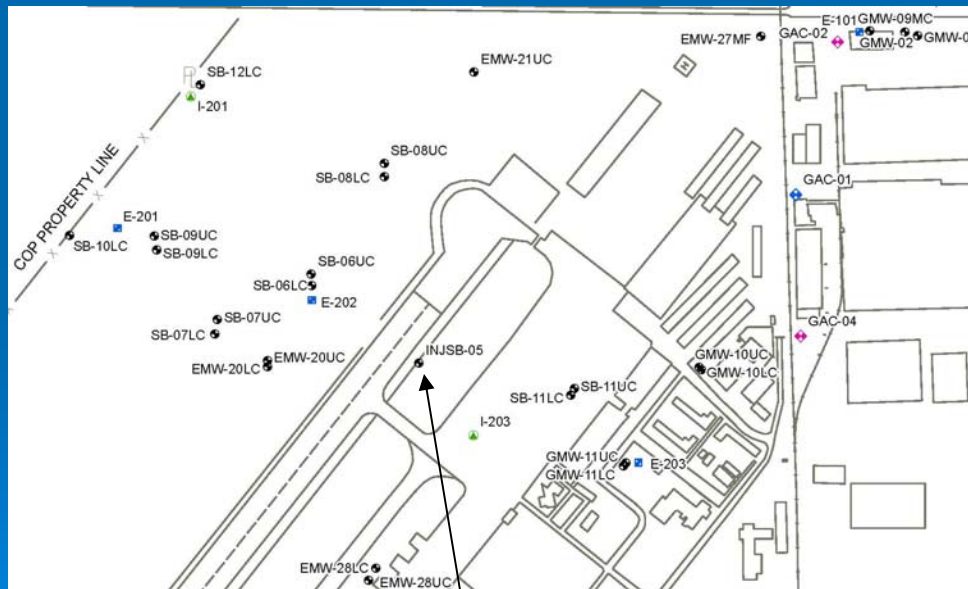 E-101
GMW-09MC
GAC-02
EMW-27MF
GMW-02
GMW-0
EMW-21UC
PL
SB-12LC
I-201
SB-08UC
SB-08LC
GAC-01
COP PROPERTY LINE
E-201
SB-09UC
SB-10LC
SB-09LC
SB-06UC
SB-06LC
E-202
SB-07UC
SB-07LC
GAC-04
EMW-20UC
EMW-20LC
INJSB-05
GMW-10UC
GMW-10LC
SB-11UC
SB-11LC
I-203
GMW-11UC
E-203
GMW-11LC
EMW-28LC
EMW-28UC